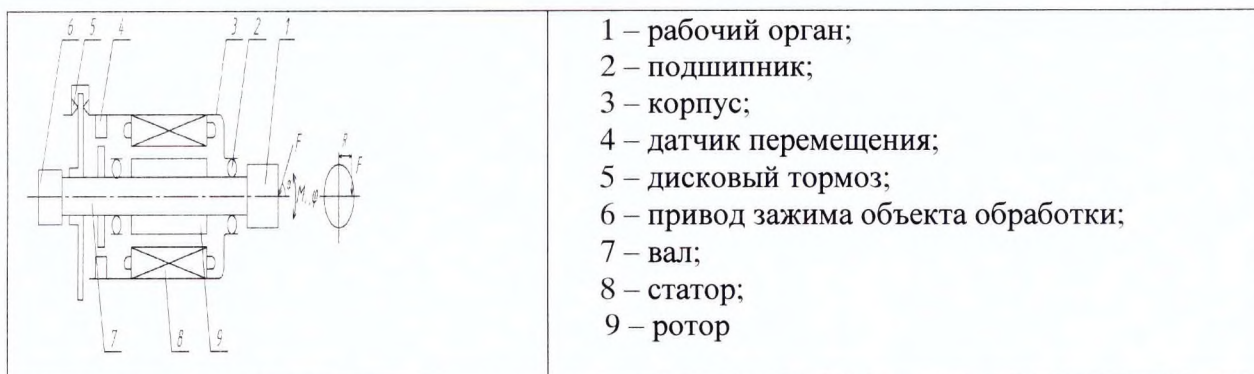 6 5 4 3 2 1
R
F F
α M, φ
7 8 9
1 – рабочий орган;
2 – подшипник;
3 – корпус;
4 – датчик перемещения;
5 – дисковый тормоз;
6 – привод зажима объекта обработки;
7 – вал;
8 – статор;
9 – ротор